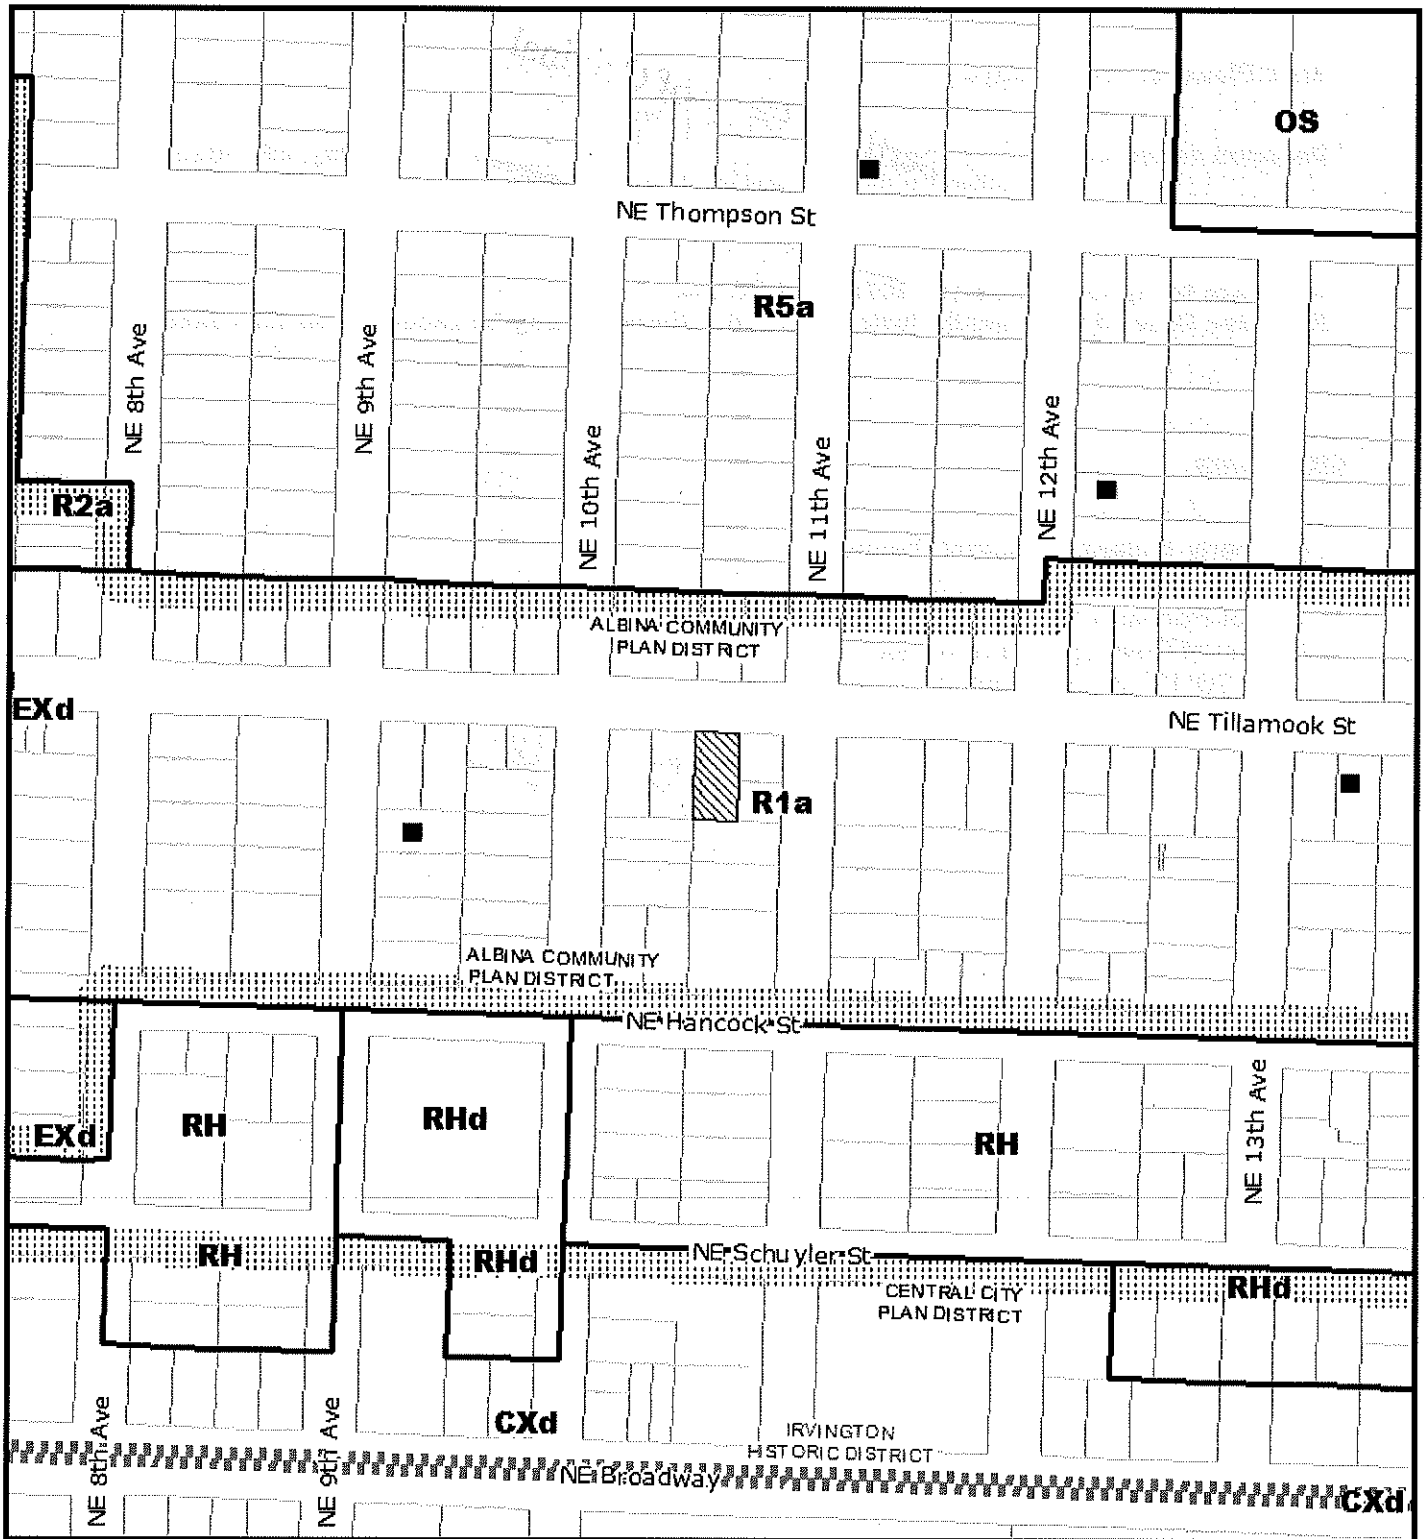 OS
NE Thompson St
R5a
NE 8th Ave
NE 9th Ave
NE 10th Ave
NE 11th Ave
NE 12th Ave
R2a
ALBINA COMMUNITY
PLAN DISTRICT
EXd
NE Tillamook St
R1a
ALBINA COMMUNITY
PLAN DISTRICT
NE Hancock St
RH
RHd
EXd
RH
NE 13th Ave
RH
RHd
NE Schuyler St
CENTRAL CITY
PLAN DISTRICT
RHd
NE 8th Ave
NE 9th Ave
CXd
IRVINGTON
HISTORIC DISTRICT
NE Broadway
CXd